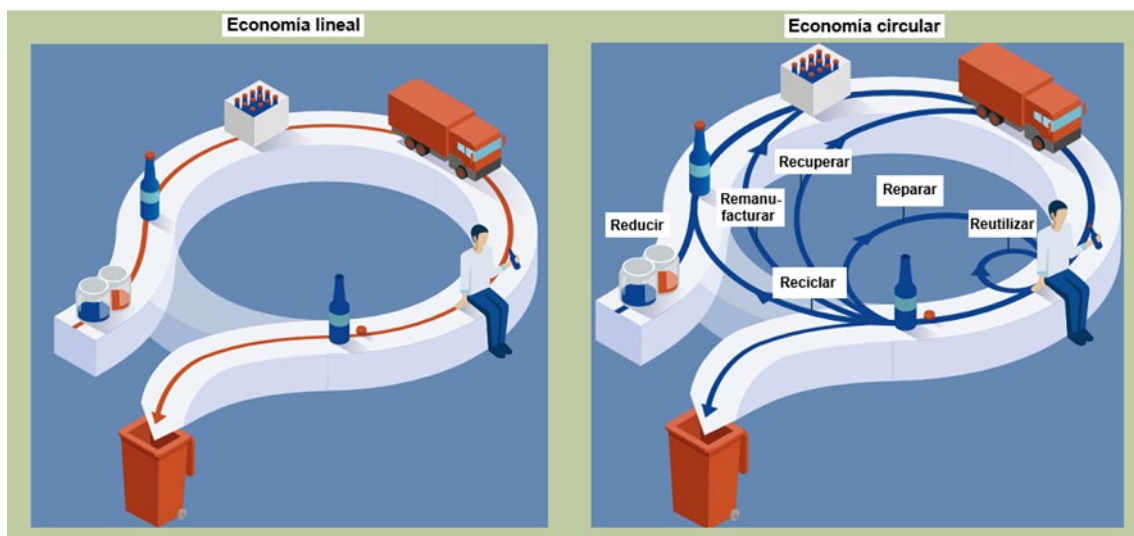 Economía lineal
Economía circular
Recuperar
Reparar
Remanu-
facturar
Reutilizar
Reducir
Reciclar